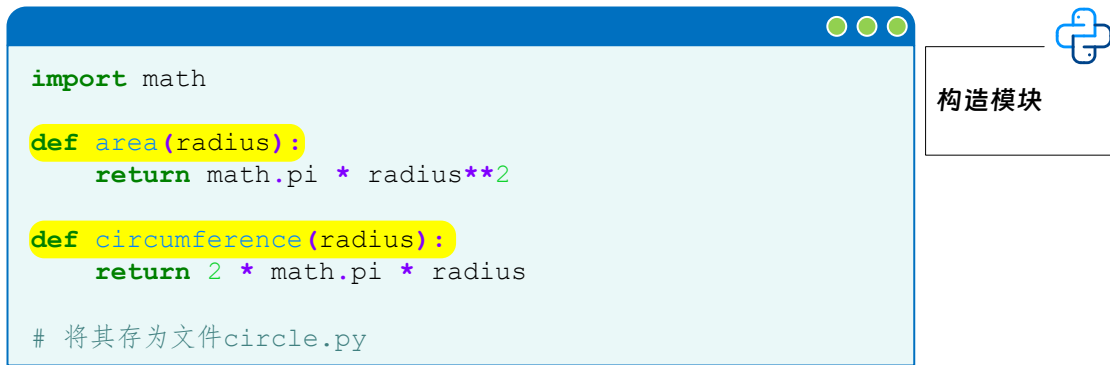 import math
def area(radius):
    return math.pi * radius**2
def circumference(radius):
    return 2 * math.pi * radius
# 将其存为文件circle.py
构造模块